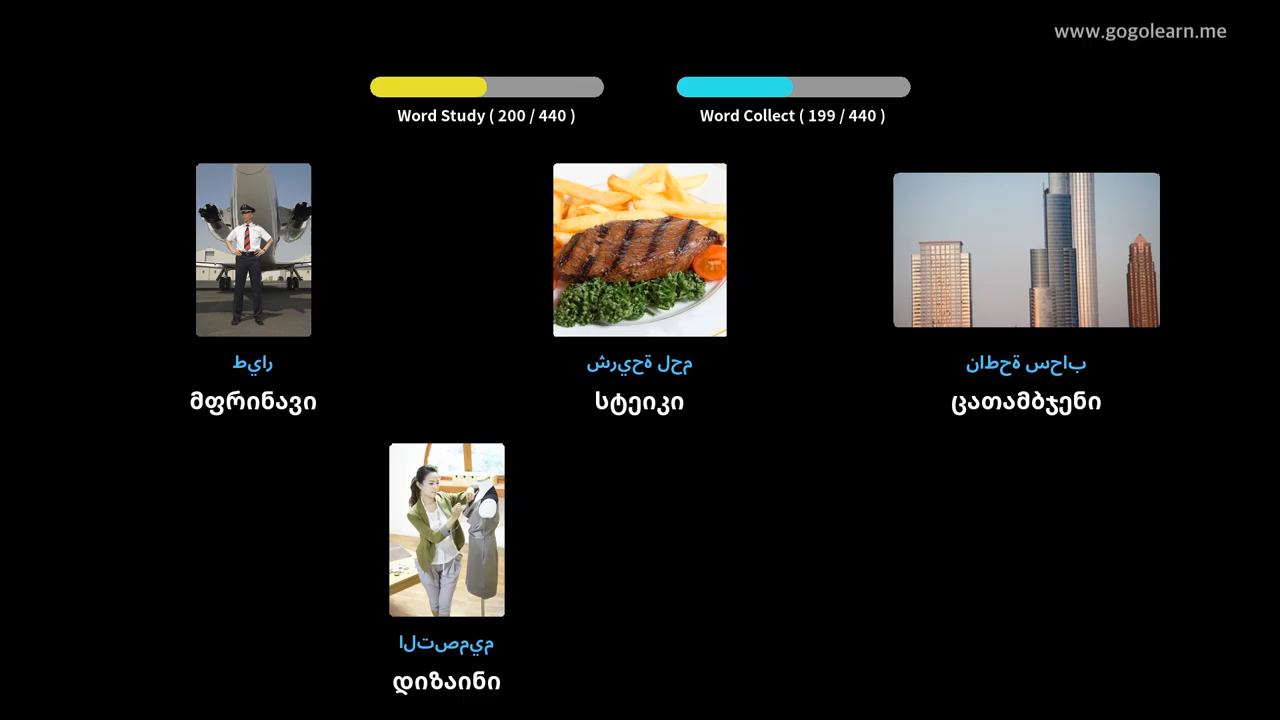 www.gogolearn.me
Word Study ( 200 / 440 )
Word Collect ( 199 / 440 )
طيار
მფრინავი
شريحة لحم
სტეიკი
ناطحة سحاب
ცათამბჯენი
التصميم
დიზაინი